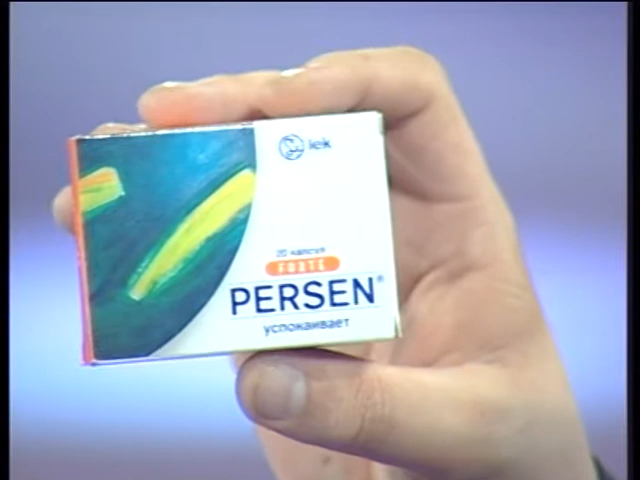 lek
20 капсул
FORTE
PERSEN®
успокаивает